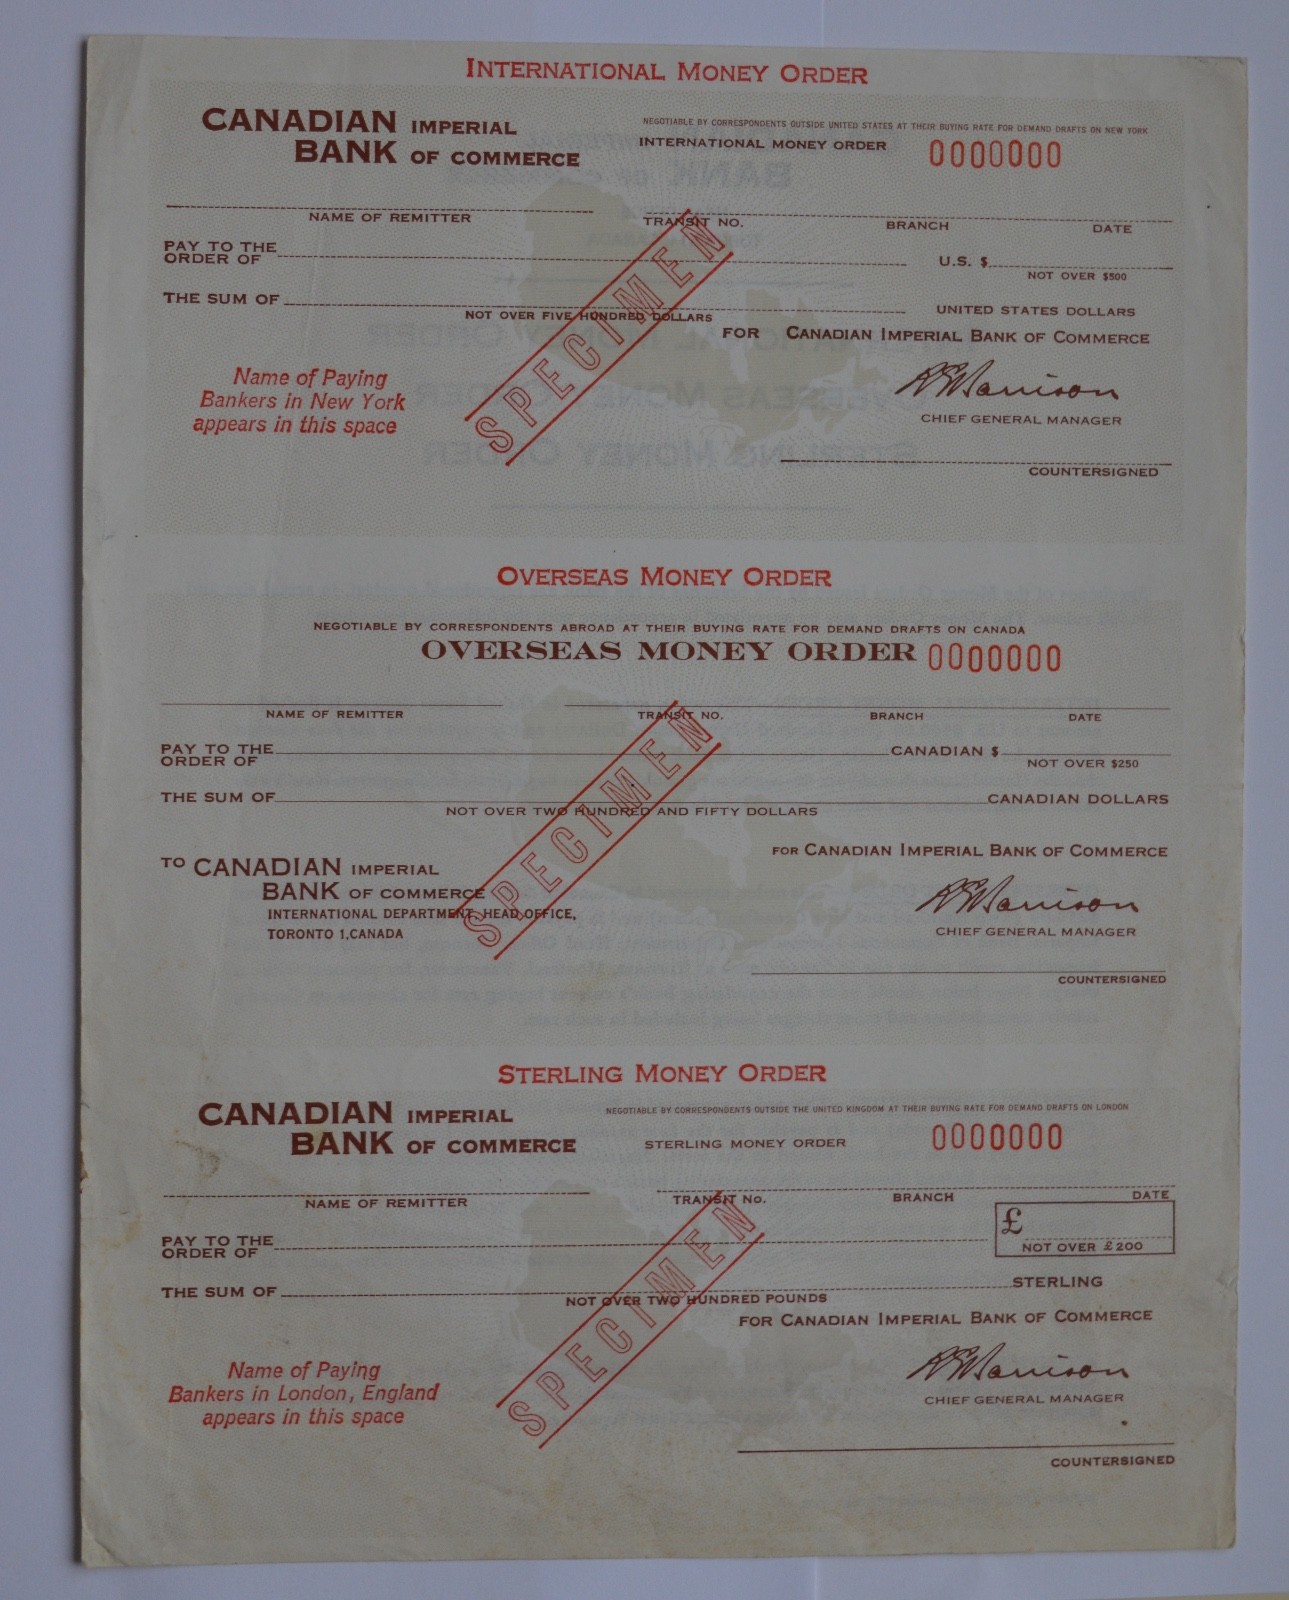 INTERNATIONAL MONEY ORDER
CANADIAN IMPERIAL
BANK OF COMMERCE
NEGOTIABLE BY CORRESPONDENTS OUTSIDE UNITED STATES AT THEIR BUYING RATE FOR DEMAND DRAFTS ON NEW YORK
INTERNATIONAL MONEY ORDER 0000000
NAME OF REMITTER TRANSIT NO. BRANCH DATE
PAY TO THE
ORDER OF U.S. $
NOT OVER $500
THE SUM OF UNITED STATES DOLLARS
NOT OVER FIVE HUNDRED DOLLARS
FOR CANADIAN IMPERIAL BANK OF COMMERCE
SPECIMEN
Name of Paying
Bankers in New York
appears in this space
R E Harrison
CHIEF GENERAL MANAGER
COUNTERSIGNED
OVERSEAS MONEY ORDER
NEGOTIABLE BY CORRESPONDENTS ABROAD AT THEIR BUYING RATE FOR DEMAND DRAFTS ON CANADA
OVERSEAS MONEY ORDER 0000000
NAME OF REMITTER TRANSIT NO. BRANCH DATE
PAY TO THE
ORDER OF CANADIAN $
NOT OVER $250
THE SUM OF CANADIAN DOLLARS
NOT OVER TWO HUNDRED AND FIFTY DOLLARS
SPECIMEN
FOR CANADIAN IMPERIAL BANK OF COMMERCE
TO CANADIAN IMPERIAL
BANK OF COMMERCE
INTERNATIONAL DEPARTMENT, HEAD OFFICE,
TORONTO 1, CANADA
R E Harrison
CHIEF GENERAL MANAGER
COUNTERSIGNED
STERLING MONEY ORDER
CANADIAN IMPERIAL
BANK OF COMMERCE
NEGOTIABLE BY CORRESPONDENTS OUTSIDE THE UNITED KINGDOM AT THEIR BUYING RATE FOR DEMAND DRAFTS ON LONDON
STERLING MONEY ORDER 0000000
NAME OF REMITTER TRANSIT NO. BRANCH DATE
PAY TO THE
ORDER OF £
NOT OVER £200
THE SUM OF STERLING
NOT OVER TWO HUNDRED POUNDS
FOR CANADIAN IMPERIAL BANK OF COMMERCE
SPECIMEN
Name of Paying
Bankers in London, England
appears in this space
R E Harrison
CHIEF GENERAL MANAGER
COUNTERSIGNED